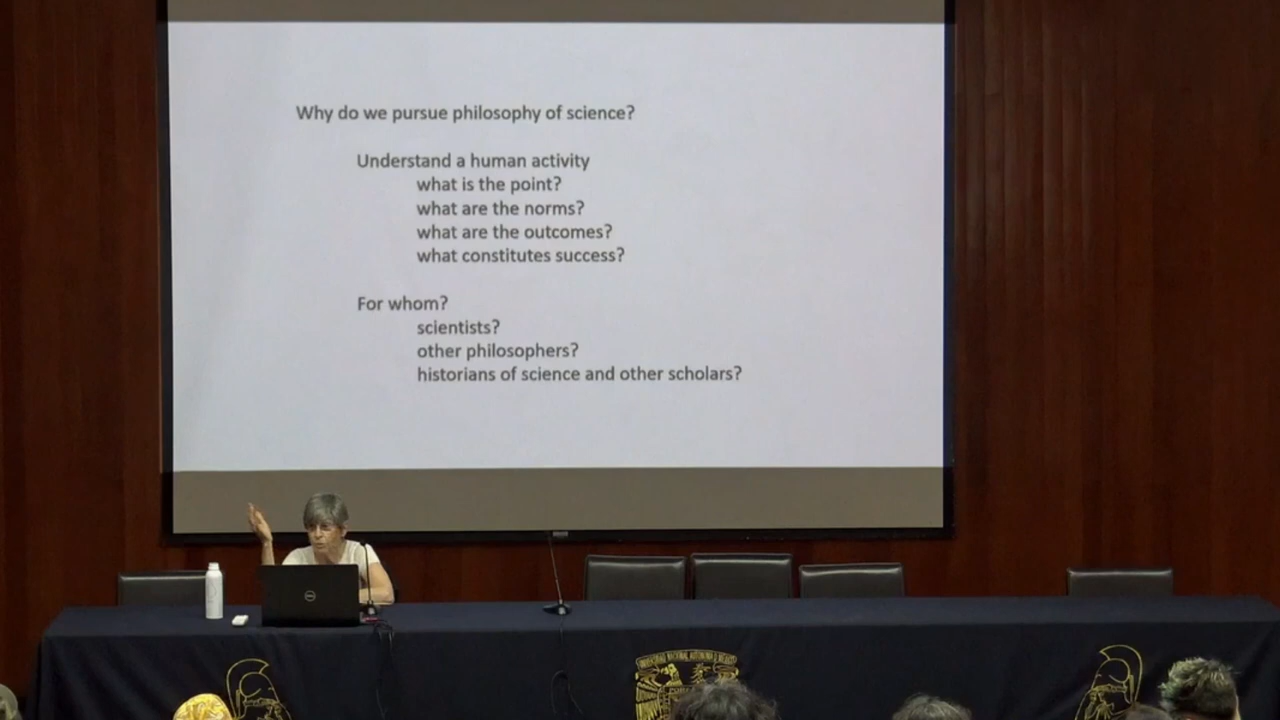 Why do we pursue philosophy of science?
Understand a human activity
what is the point?
what are the norms?
what are the outcomes?
what constitutes success?
For whom?
scientists?
other philosophers?
historians of science and other scholars?
DELL